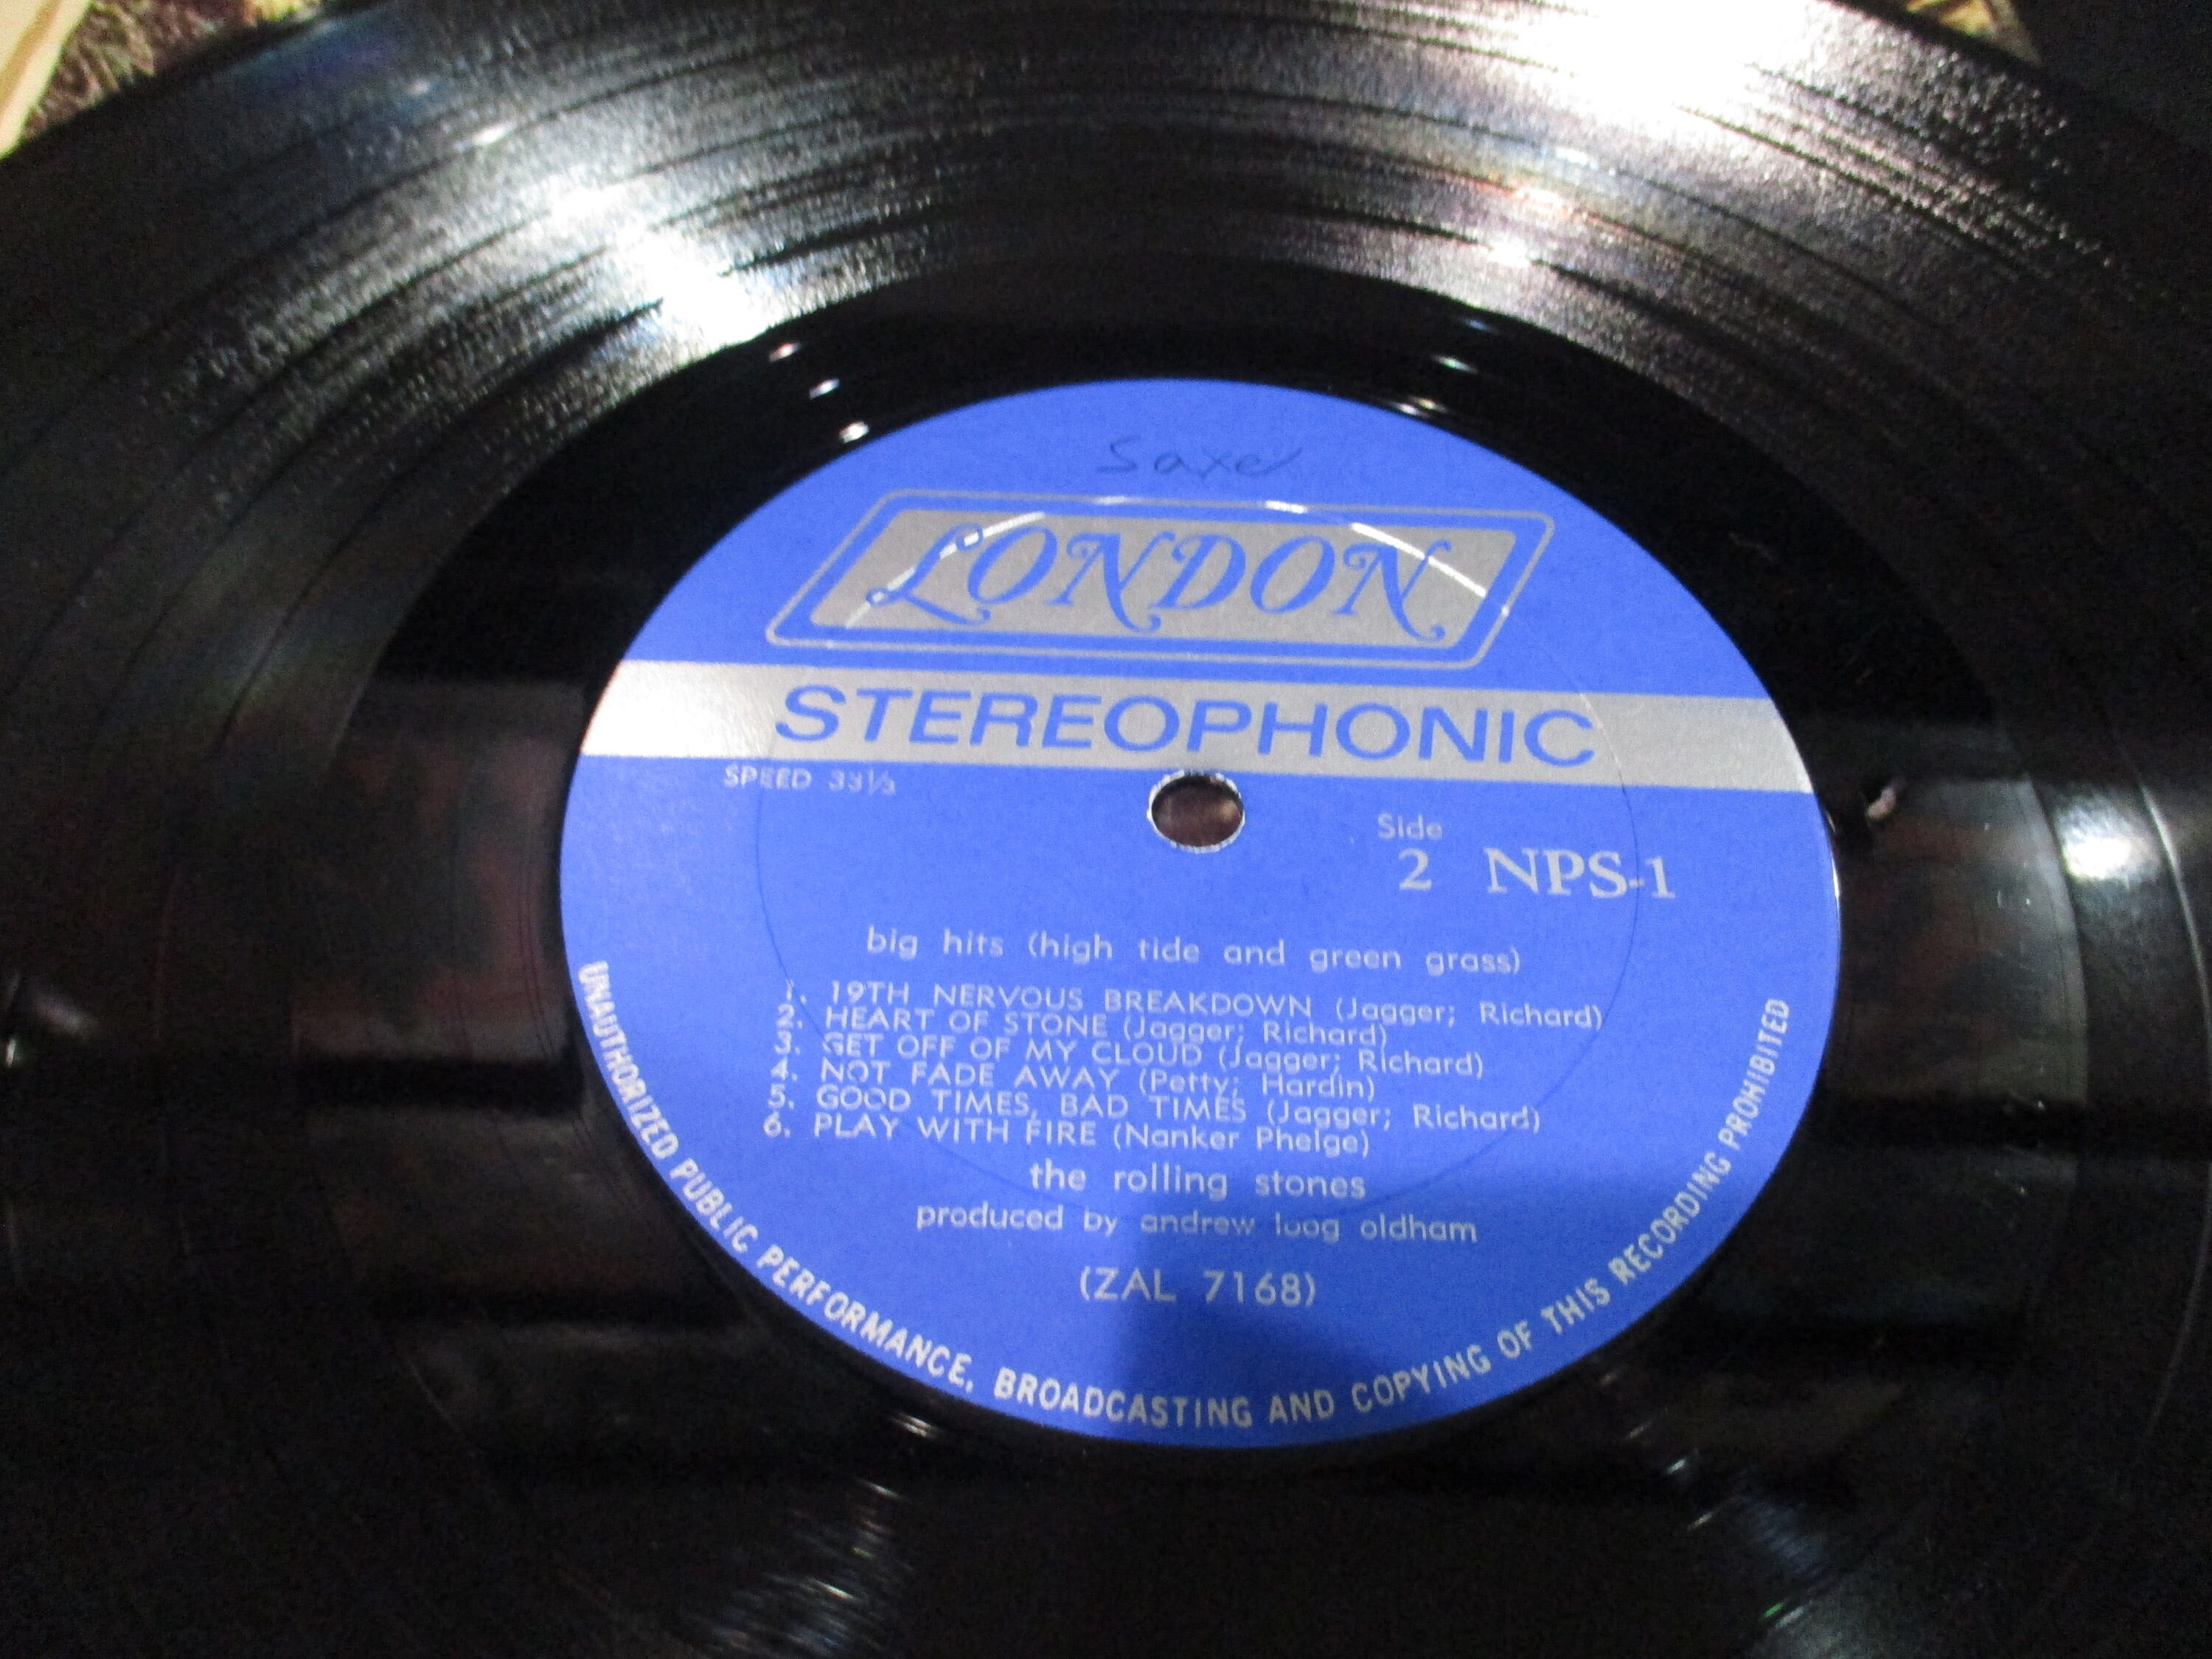 Saxe
LONDON
STEREOPHONIC
SPEED 33⅓
Side
2 NPS-1
big hits (high tide and green grass)
1. 19TH NERVOUS BREAKDOWN (Jagger; Richard)
2. HEART OF STONE (Jagger; Richard)
3. GET OFF OF MY CLOUD (Jagger; Richard)
4. NOT FADE AWAY (Petty; Hardin)
5. GOOD TIMES, BAD TIMES (Jagger; Richard)
6. PLAY WITH FIRE (Nanker Phelge)
the rolling stones
produced by andrew loog oldham
(ZAL 7168)
UNAUTHORIZED PUBLIC PERFORMANCE, BROADCASTING AND COPYING OF THIS RECORDING PROHIBITED